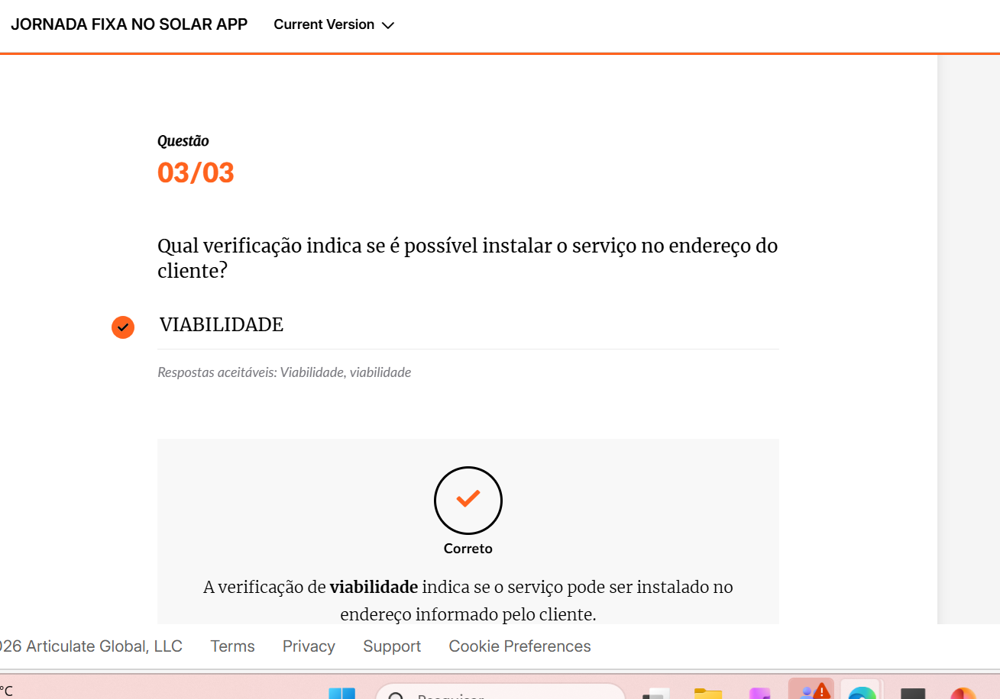 JORNADA FIXA NO SOLAR APP Current Version
Questão
03/03
Qual verificação indica se é possível instalar o serviço no endereço do
cliente?
VIABILIDADE
Respostas aceitáveis: Viabilidade, viabilidade
Correto
A verificação de viabilidade indica se o serviço pode ser instalado no
endereço informado pelo cliente.
26 Articulate Global, LLC Terms Privacy Support Cookie Preferences
°C